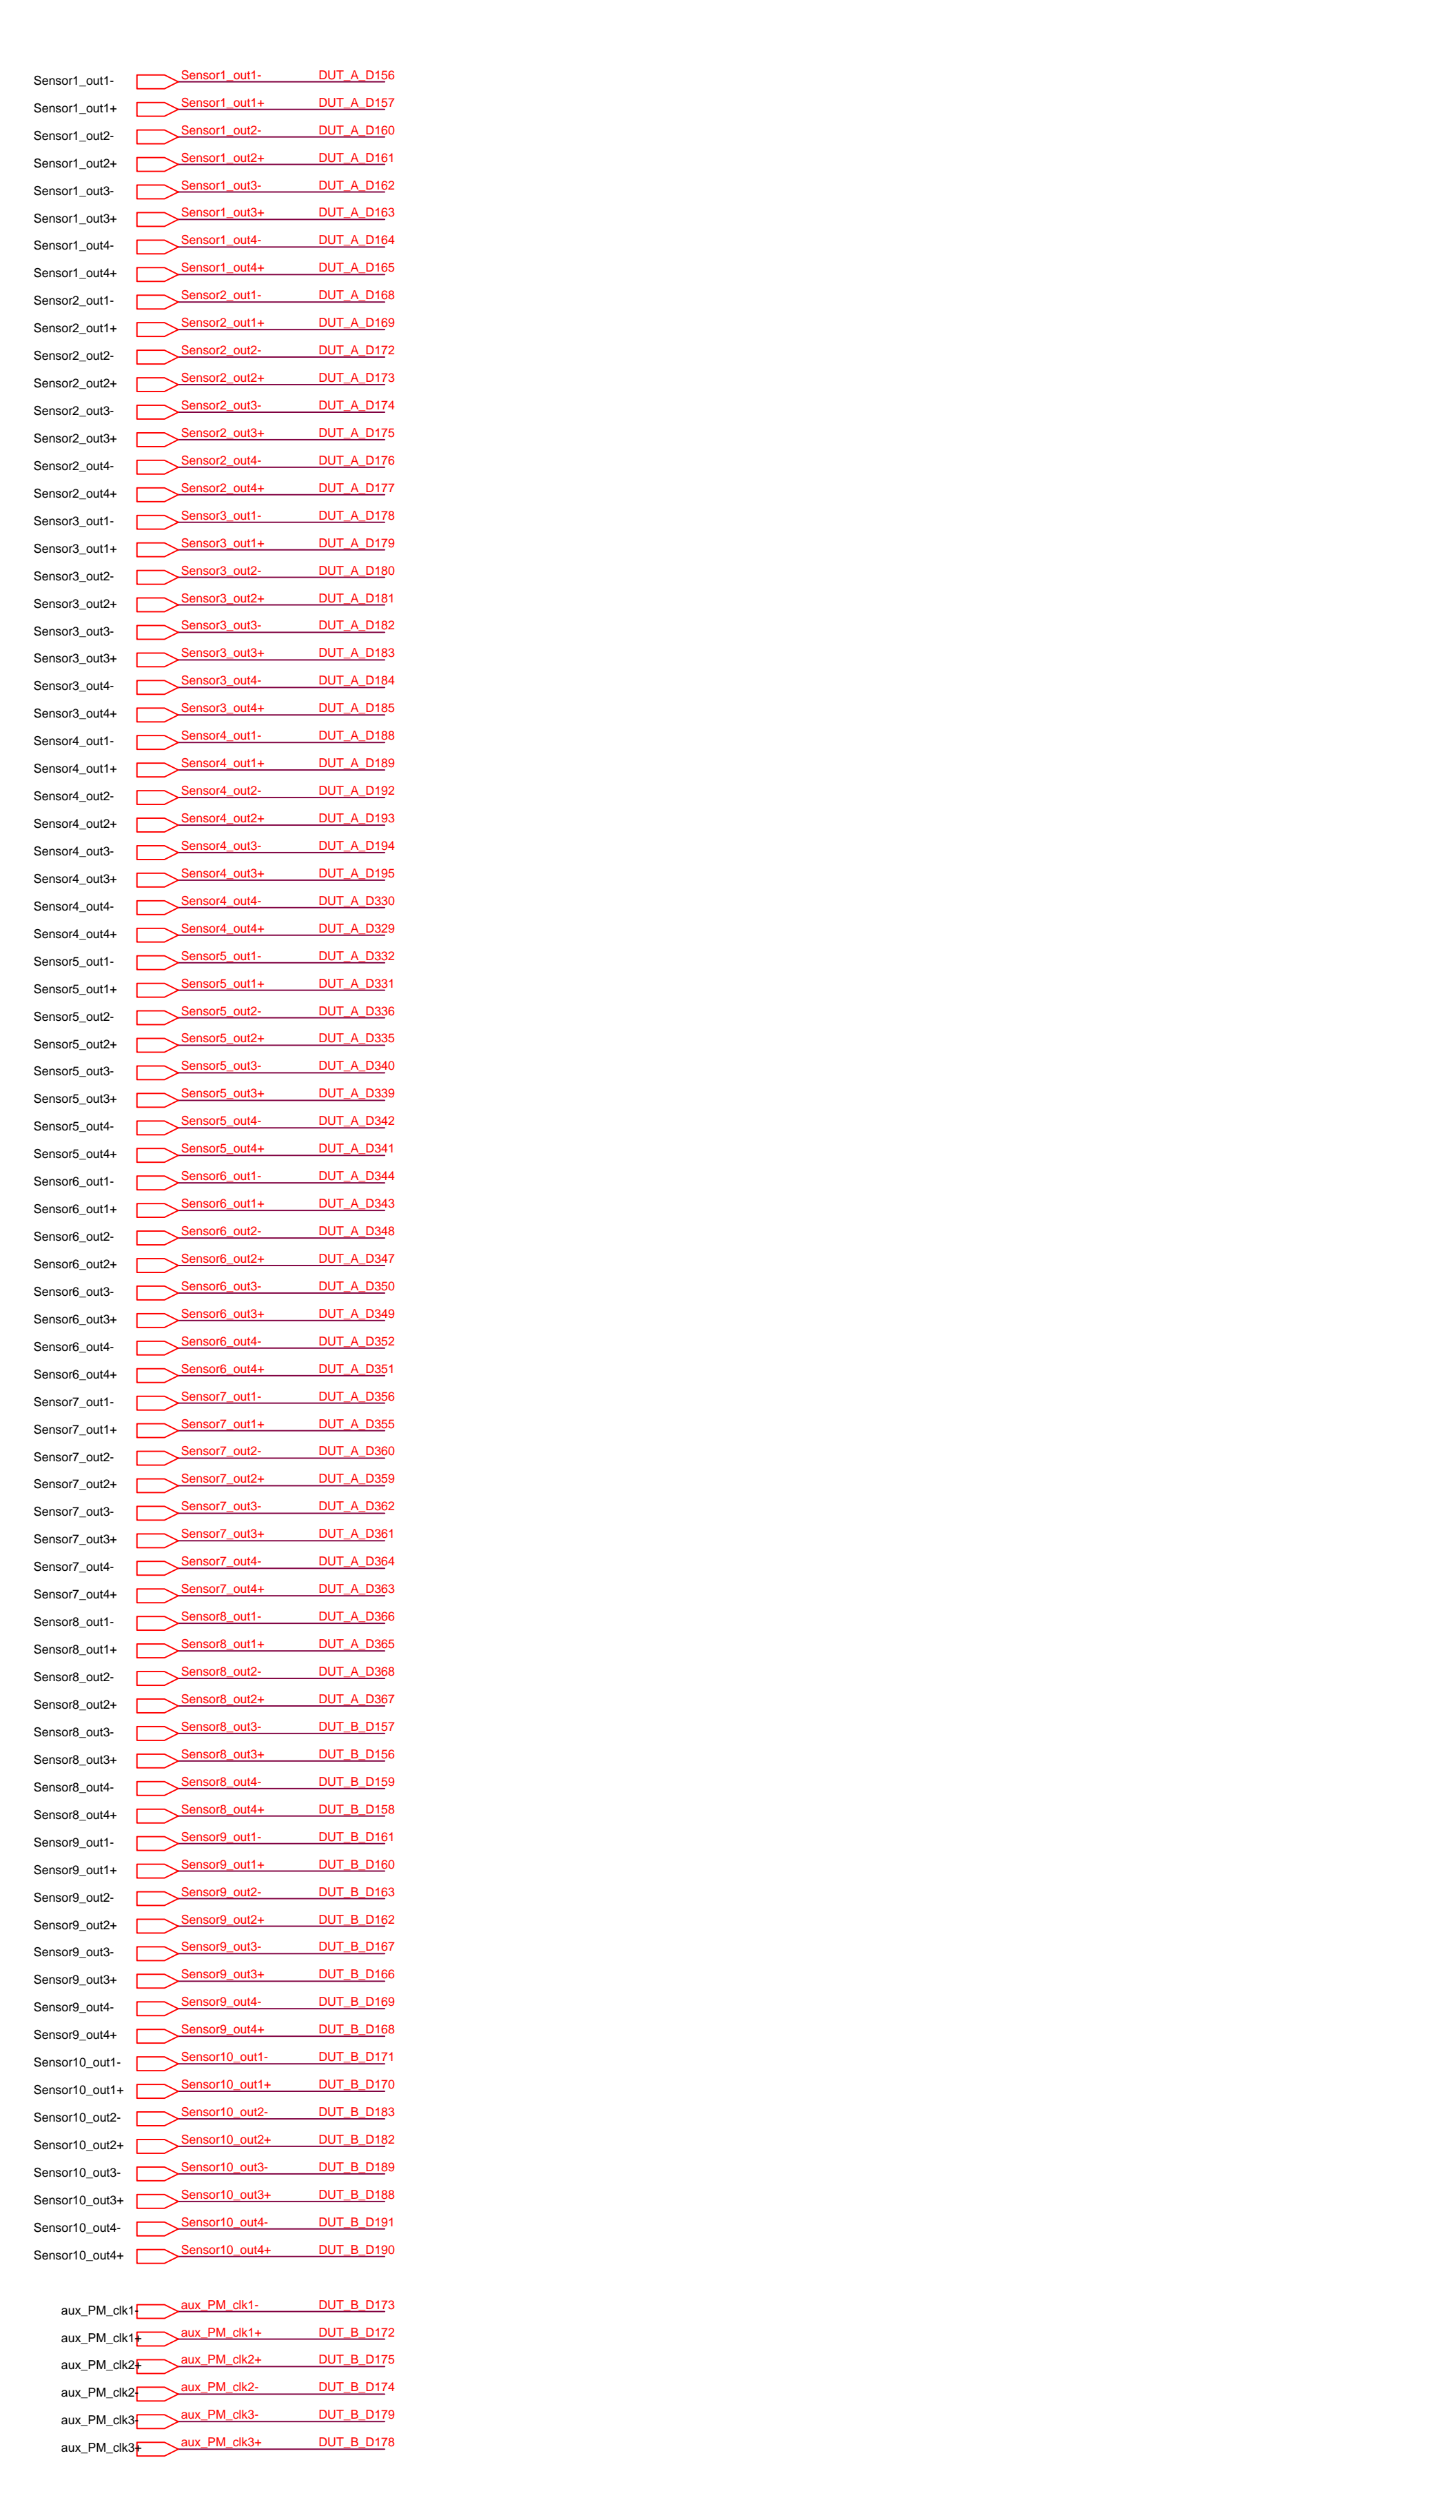 Sensor1_out1- Sensor1_out1- DUT_A_D156
Sensor1_out1+ Sensor1_out1+ DUT_A_D157
Sensor1_out2- Sensor1_out2- DUT_A_D160
Sensor1_out2+ Sensor1_out2+ DUT_A_D161
Sensor1_out3- Sensor1_out3- DUT_A_D162
Sensor1_out3+ Sensor1_out3+ DUT_A_D163
Sensor1_out4- Sensor1_out4- DUT_A_D164
Sensor1_out4+ Sensor1_out4+ DUT_A_D165
Sensor2_out1- Sensor2_out1- DUT_A_D168
Sensor2_out1+ Sensor2_out1+ DUT_A_D169
Sensor2_out2- Sensor2_out2- DUT_A_D172
Sensor2_out2+ Sensor2_out2+ DUT_A_D173
Sensor2_out3- Sensor2_out3- DUT_A_D174
Sensor2_out3+ Sensor2_out3+ DUT_A_D175
Sensor2_out4- Sensor2_out4- DUT_A_D176
Sensor2_out4+ Sensor2_out4+ DUT_A_D177
Sensor3_out1- Sensor3_out1- DUT_A_D178
Sensor3_out1+ Sensor3_out1+ DUT_A_D179
Sensor3_out2- Sensor3_out2- DUT_A_D180
Sensor3_out2+ Sensor3_out2+ DUT_A_D181
Sensor3_out3- Sensor3_out3- DUT_A_D182
Sensor3_out3+ Sensor3_out3+ DUT_A_D183
Sensor3_out4- Sensor3_out4- DUT_A_D184
Sensor3_out4+ Sensor3_out4+ DUT_A_D185
Sensor4_out1- Sensor4_out1- DUT_A_D188
Sensor4_out1+ Sensor4_out1+ DUT_A_D189
Sensor4_out2- Sensor4_out2- DUT_A_D192
Sensor4_out2+ Sensor4_out2+ DUT_A_D193
Sensor4_out3- Sensor4_out3- DUT_A_D194
Sensor4_out3+ Sensor4_out3+ DUT_A_D195
Sensor4_out4- Sensor4_out4- DUT_A_D330
Sensor4_out4+ Sensor4_out4+ DUT_A_D329
Sensor5_out1- Sensor5_out1- DUT_A_D332
Sensor5_out1+ Sensor5_out1+ DUT_A_D331
Sensor5_out2- Sensor5_out2- DUT_A_D336
Sensor5_out2+ Sensor5_out2+ DUT_A_D335
Sensor5_out3- Sensor5_out3- DUT_A_D340
Sensor5_out3+ Sensor5_out3+ DUT_A_D339
Sensor5_out4- Sensor5_out4- DUT_A_D342
Sensor5_out4+ Sensor5_out4+ DUT_A_D341
Sensor6_out1- Sensor6_out1- DUT_A_D344
Sensor6_out1+ Sensor6_out1+ DUT_A_D343
Sensor6_out2- Sensor6_out2- DUT_A_D348
Sensor6_out2+ Sensor6_out2+ DUT_A_D347
Sensor6_out3- Sensor6_out3- DUT_A_D350
Sensor6_out3+ Sensor6_out3+ DUT_A_D349
Sensor6_out4- Sensor6_out4- DUT_A_D352
Sensor6_out4+ Sensor6_out4+ DUT_A_D351
Sensor7_out1- Sensor7_out1- DUT_A_D356
Sensor7_out1+ Sensor7_out1+ DUT_A_D355
Sensor7_out2- Sensor7_out2- DUT_A_D360
Sensor7_out2+ Sensor7_out2+ DUT_A_D359
Sensor7_out3- Sensor7_out3- DUT_A_D362
Sensor7_out3+ Sensor7_out3+ DUT_A_D361
Sensor7_out4- Sensor7_out4- DUT_A_D364
Sensor7_out4+ Sensor7_out4+ DUT_A_D363
Sensor8_out1- Sensor8_out1- DUT_A_D366
Sensor8_out1+ Sensor8_out1+ DUT_A_D365
Sensor8_out2- Sensor8_out2- DUT_A_D368
Sensor8_out2+ Sensor8_out2+ DUT_A_D367
Sensor8_out3- Sensor8_out3- DUT_B_D157
Sensor8_out3+ Sensor8_out3+ DUT_B_D156
Sensor8_out4- Sensor8_out4- DUT_B_D159
Sensor8_out4+ Sensor8_out4+ DUT_B_D158
Sensor9_out1- Sensor9_out1- DUT_B_D161
Sensor9_out1+ Sensor9_out1+ DUT_B_D160
Sensor9_out2- Sensor9_out2- DUT_B_D163
Sensor9_out2+ Sensor9_out2+ DUT_B_D162
Sensor9_out3- Sensor9_out3- DUT_B_D167
Sensor9_out3+ Sensor9_out3+ DUT_B_D166
Sensor9_out4- Sensor9_out4- DUT_B_D169
Sensor9_out4+ Sensor9_out4+ DUT_B_D168
Sensor10_out1- Sensor10_out1- DUT_B_D171
Sensor10_out1+ Sensor10_out1+ DUT_B_D170
Sensor10_out2- Sensor10_out2- DUT_B_D183
Sensor10_out2+ Sensor10_out2+ DUT_B_D182
Sensor10_out3- Sensor10_out3- DUT_B_D189
Sensor10_out3+ Sensor10_out3+ DUT_B_D188
Sensor10_out4- Sensor10_out4- DUT_B_D191
Sensor10_out4+ Sensor10_out4+ DUT_B_D190
aux_PM_clk1- aux_PM_clk1- DUT_B_D173
aux_PM_clk1+ aux_PM_clk1+ DUT_B_D172
aux_PM_clk2+ aux_PM_clk2+ DUT_B_D175
aux_PM_clk2- aux_PM_clk2- DUT_B_D174
aux_PM_clk3- aux_PM_clk3- DUT_B_D179
aux_PM_clk3+ aux_PM_clk3+ DUT_B_D178